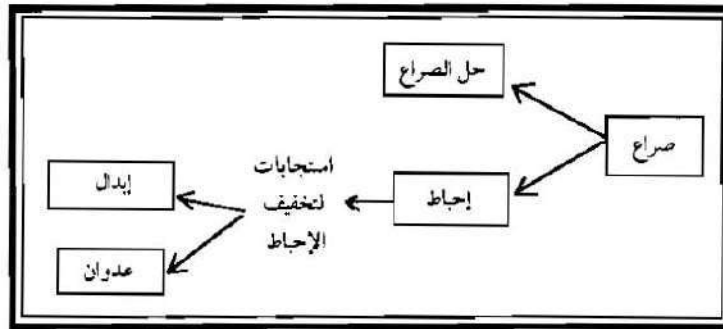 حل الصراع
صراع
إحباط
استجابات
لتخفيف
الإحباط
إبدال
عدوان